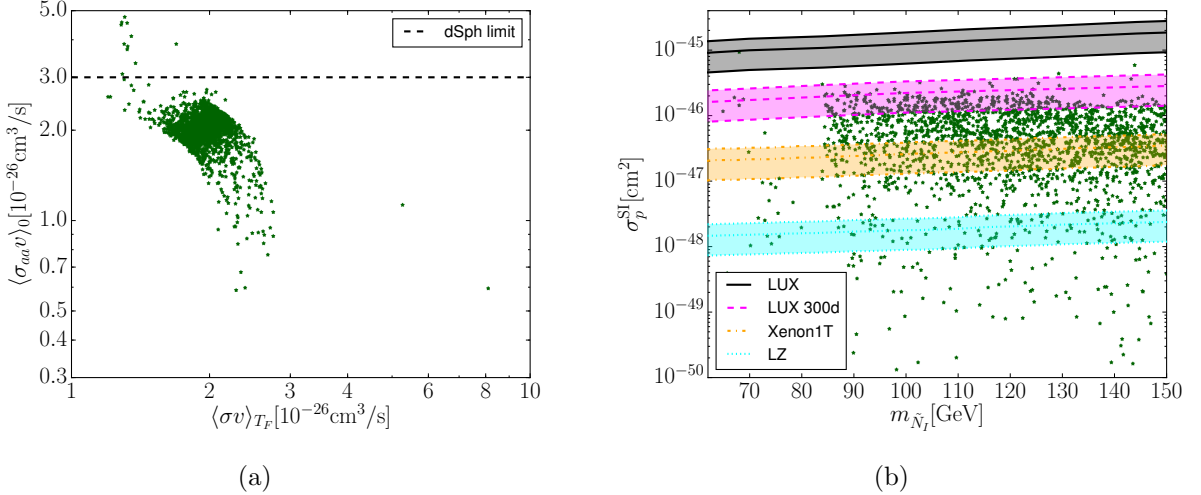 5.0
3.0
2.0
1.0
0.7
0.5
0.4
0.3
⟨σ_{aa}v⟩_0[10^{−26}cm^3/s]
dSph limit
1 2 3 4 6 8 10
⟨σv⟩_{T_F}[10^{−26}cm^3/s]
(a)
10^{−45}
10^{−46}
10^{−47}
10^{−48}
10^{−49}
10^{−50}
σ_p^{SI}[cm^2]
LUX
LUX 300d
Xenon1T
LZ
70 80 90 100 110 120 130 140 150
m_{Ñ_I}[GeV]
(b)